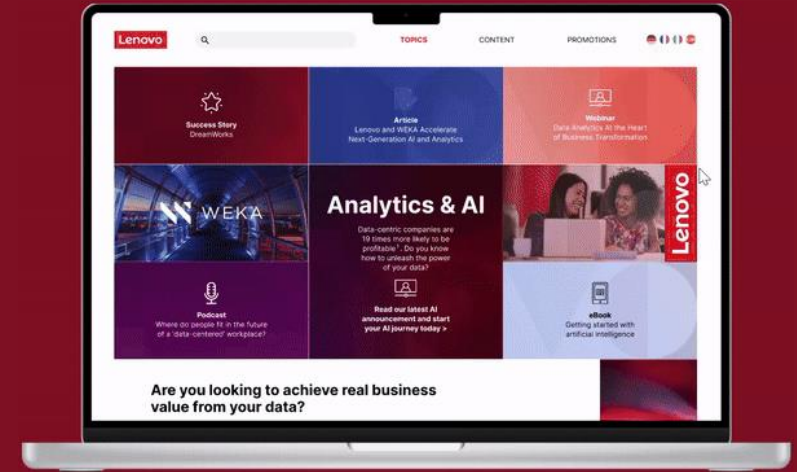 Lenovo
TOPICS
CONTENT
PROMOTIONS
Success Story
DreamWorks
Article
Lenovo and WEKA Accelerate
Next-Generation AI and Analytics
Webinar
Data Analytics At the Heart
of Business Transformation
WEKA
Analytics & AI
Data-centric companies are
19 times more likely to be
profitable¹. Do you know
how to unleash the power
of your data?
Read our latest AI
announcement and start
your AI journey today >
Lenovo
Podcast
Where do people fit in the future
of a 'data-centered' workplace?
eBook
Getting started with
artificial intelligence
Are you looking to achieve real business
value from your data?